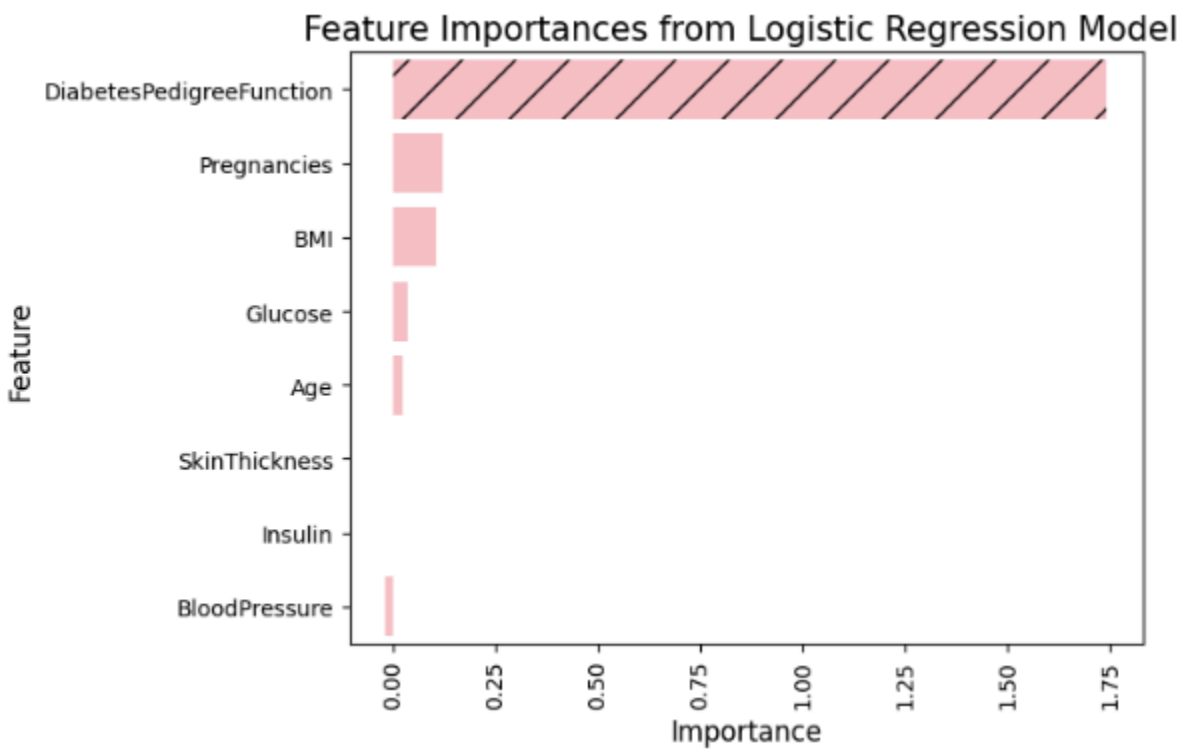 Feature Importances from Logistic Regression Model
DiabetesPedigreeFunction
Pregnancies
BMI
Glucose
Age
SkinThickness
Insulin
BloodPressure
Feature
0.00
0.25
0.50
0.75
1.00
1.25
1.50
1.75
Importance